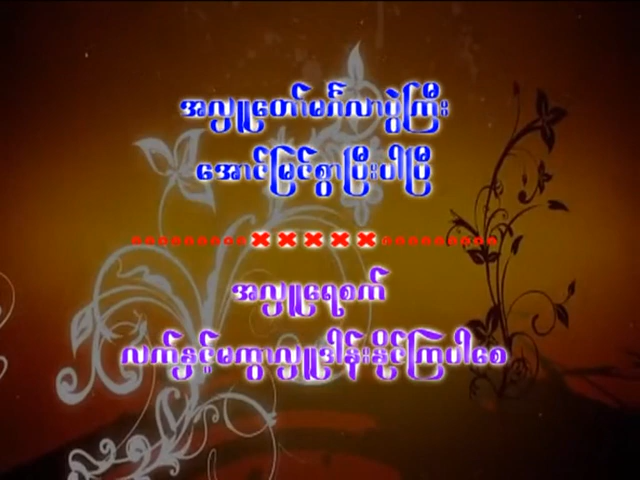 အလှူတော်မင်္ဂလာပွဲကြီး
အောင်မြင်စွာပြီးပါပြီ
အလှူရေစက်
လက်နှင့်မကွာလှူဒါန်းနိုင်ကြပါစေ